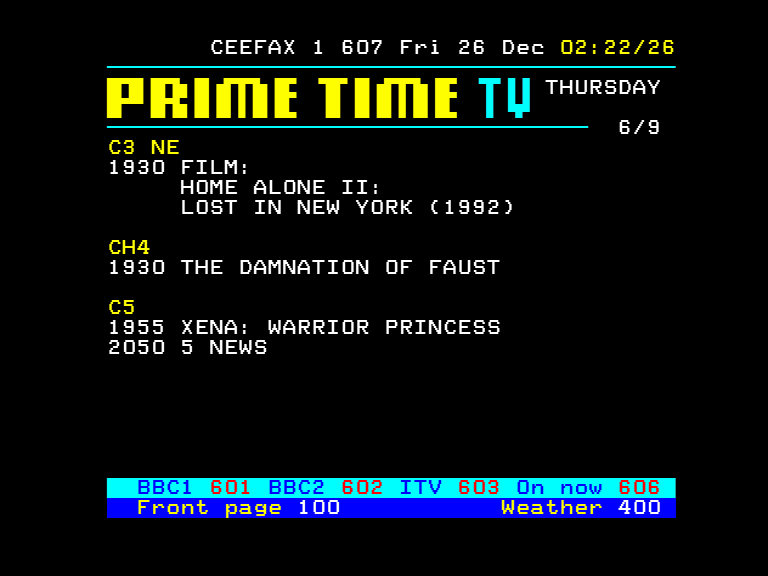 CEEFAX 1 607 Fri 26 Dec 02:22/26
PRIME TIME TV THURSDAY
6/9
C3 NE
1930 FILM:
HOME ALONE II:
LOST IN NEW YORK (1992)
CH4
1930 THE DAMNATION OF FAUST
C5
1955 XENA: WARRIOR PRINCESS
2050 5 NEWS
BBC1 601 BBC2 602 ITV 603 On now 606
Front page 100 Weather 400